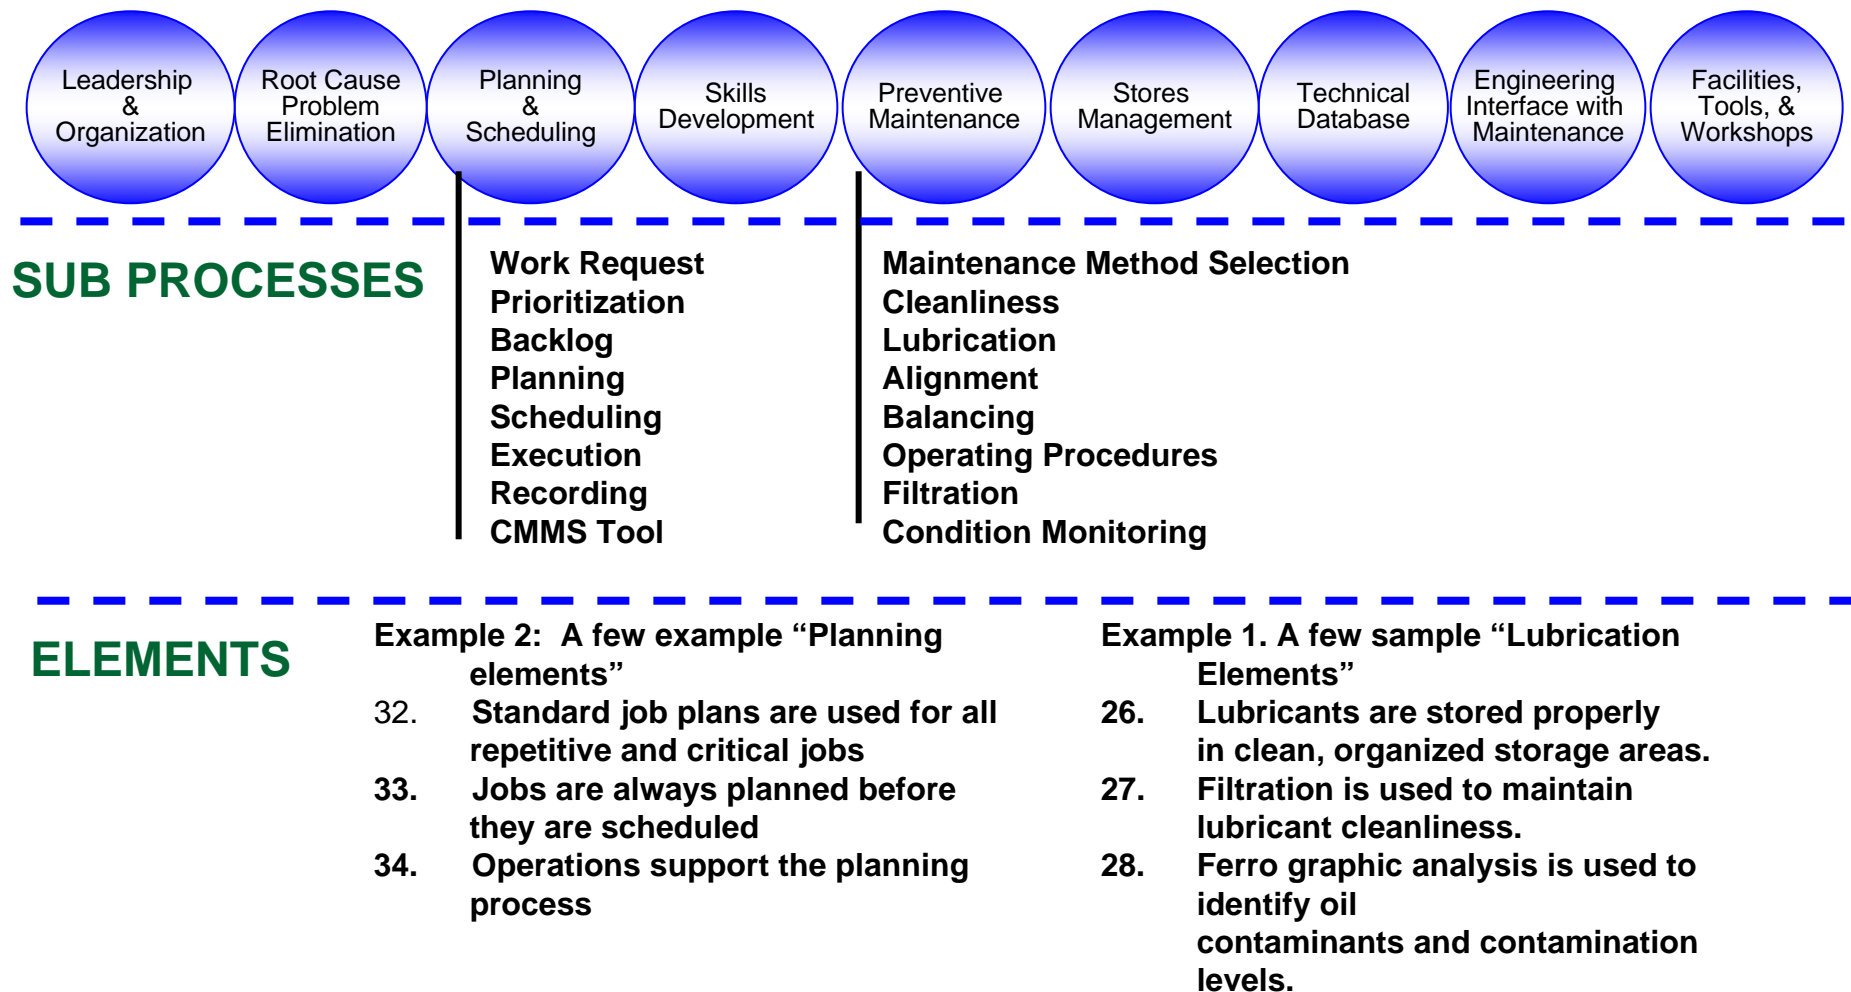 Leadership
&
Organization
Root Cause
Problem
Elimination
Planning
&
Scheduling
Skills
Development
Preventive
Maintenance
Stores
Management
Technical
Database
Engineering
Interface with
Maintenance
Facilities,
Tools, &
Workshops
SUB PROCESSES
Work Request
Prioritization
Backlog
Planning
Scheduling
Execution
Recording
CMMS Tool
Maintenance Method Selection
Cleanliness
Lubrication
Alignment
Balancing
Operating Procedures
Filtration
Condition Monitoring
ELEMENTS
Example 2: A few example “Planning
elements”
32. Standard job plans are used for all
repetitive and critical jobs
33. Jobs are always planned before
they are scheduled
34. Operations support the planning
process
Example 1. A few sample “Lubrication
Elements”
26. Lubricants are stored properly
in clean, organized storage areas.
27. Filtration is used to maintain
lubricant cleanliness.
28. Ferro graphic analysis is used to
identify oil
contaminants and contamination
levels.